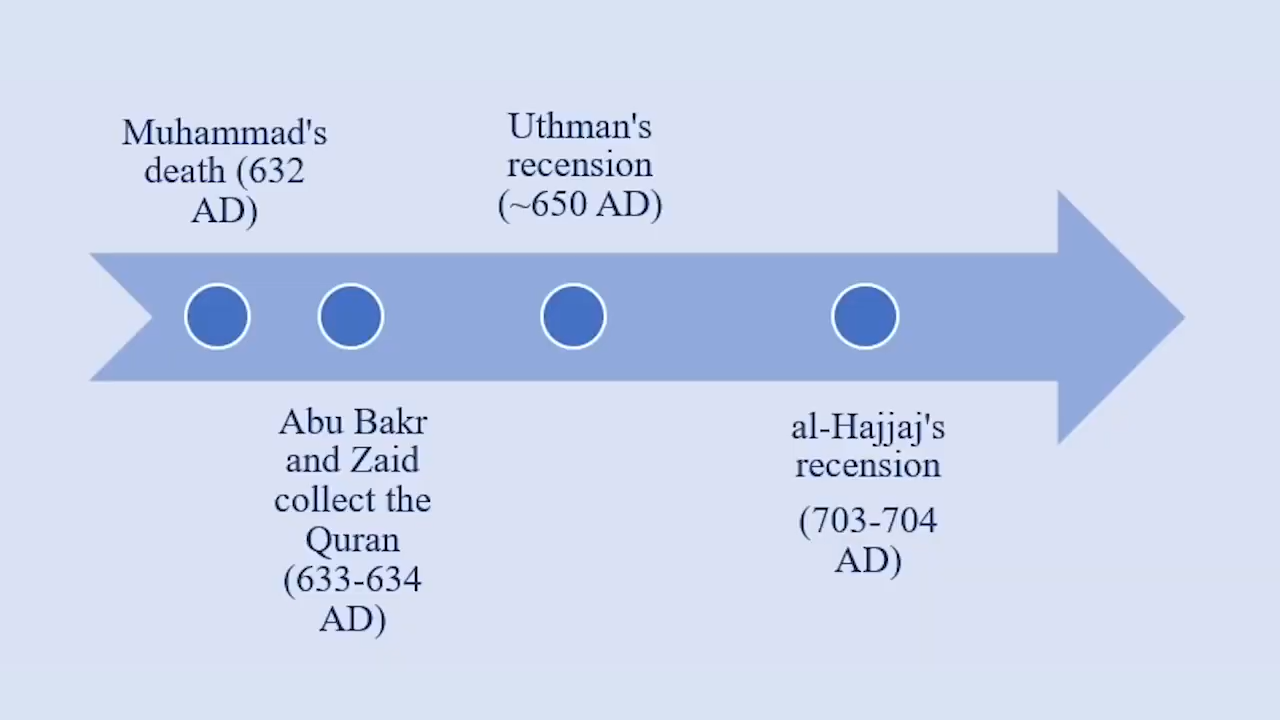 Muhammad's
death (632
AD)
Abu Bakr
and Zaid
collect the
Quran
(633-634
AD)
Uthman's
recension
(~650 AD)
al-Hajjaj's
recension
(703-704
AD)